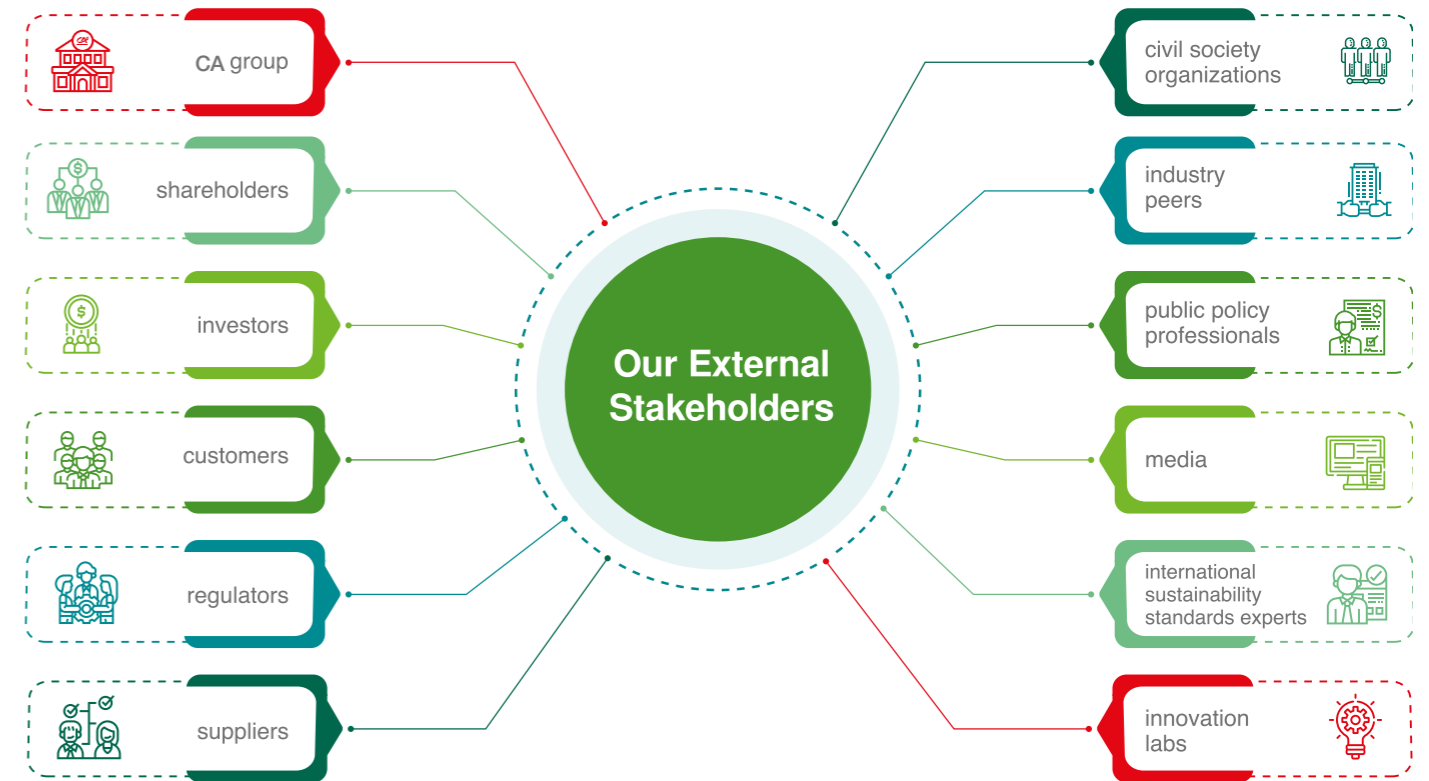 CA group
shareholders
investors
customers
regulators
suppliers
Our External
Stakeholders
civil society
organizations
industry
peers
public policy
professionals
media
international
sustainability
standards experts
innovation
labs